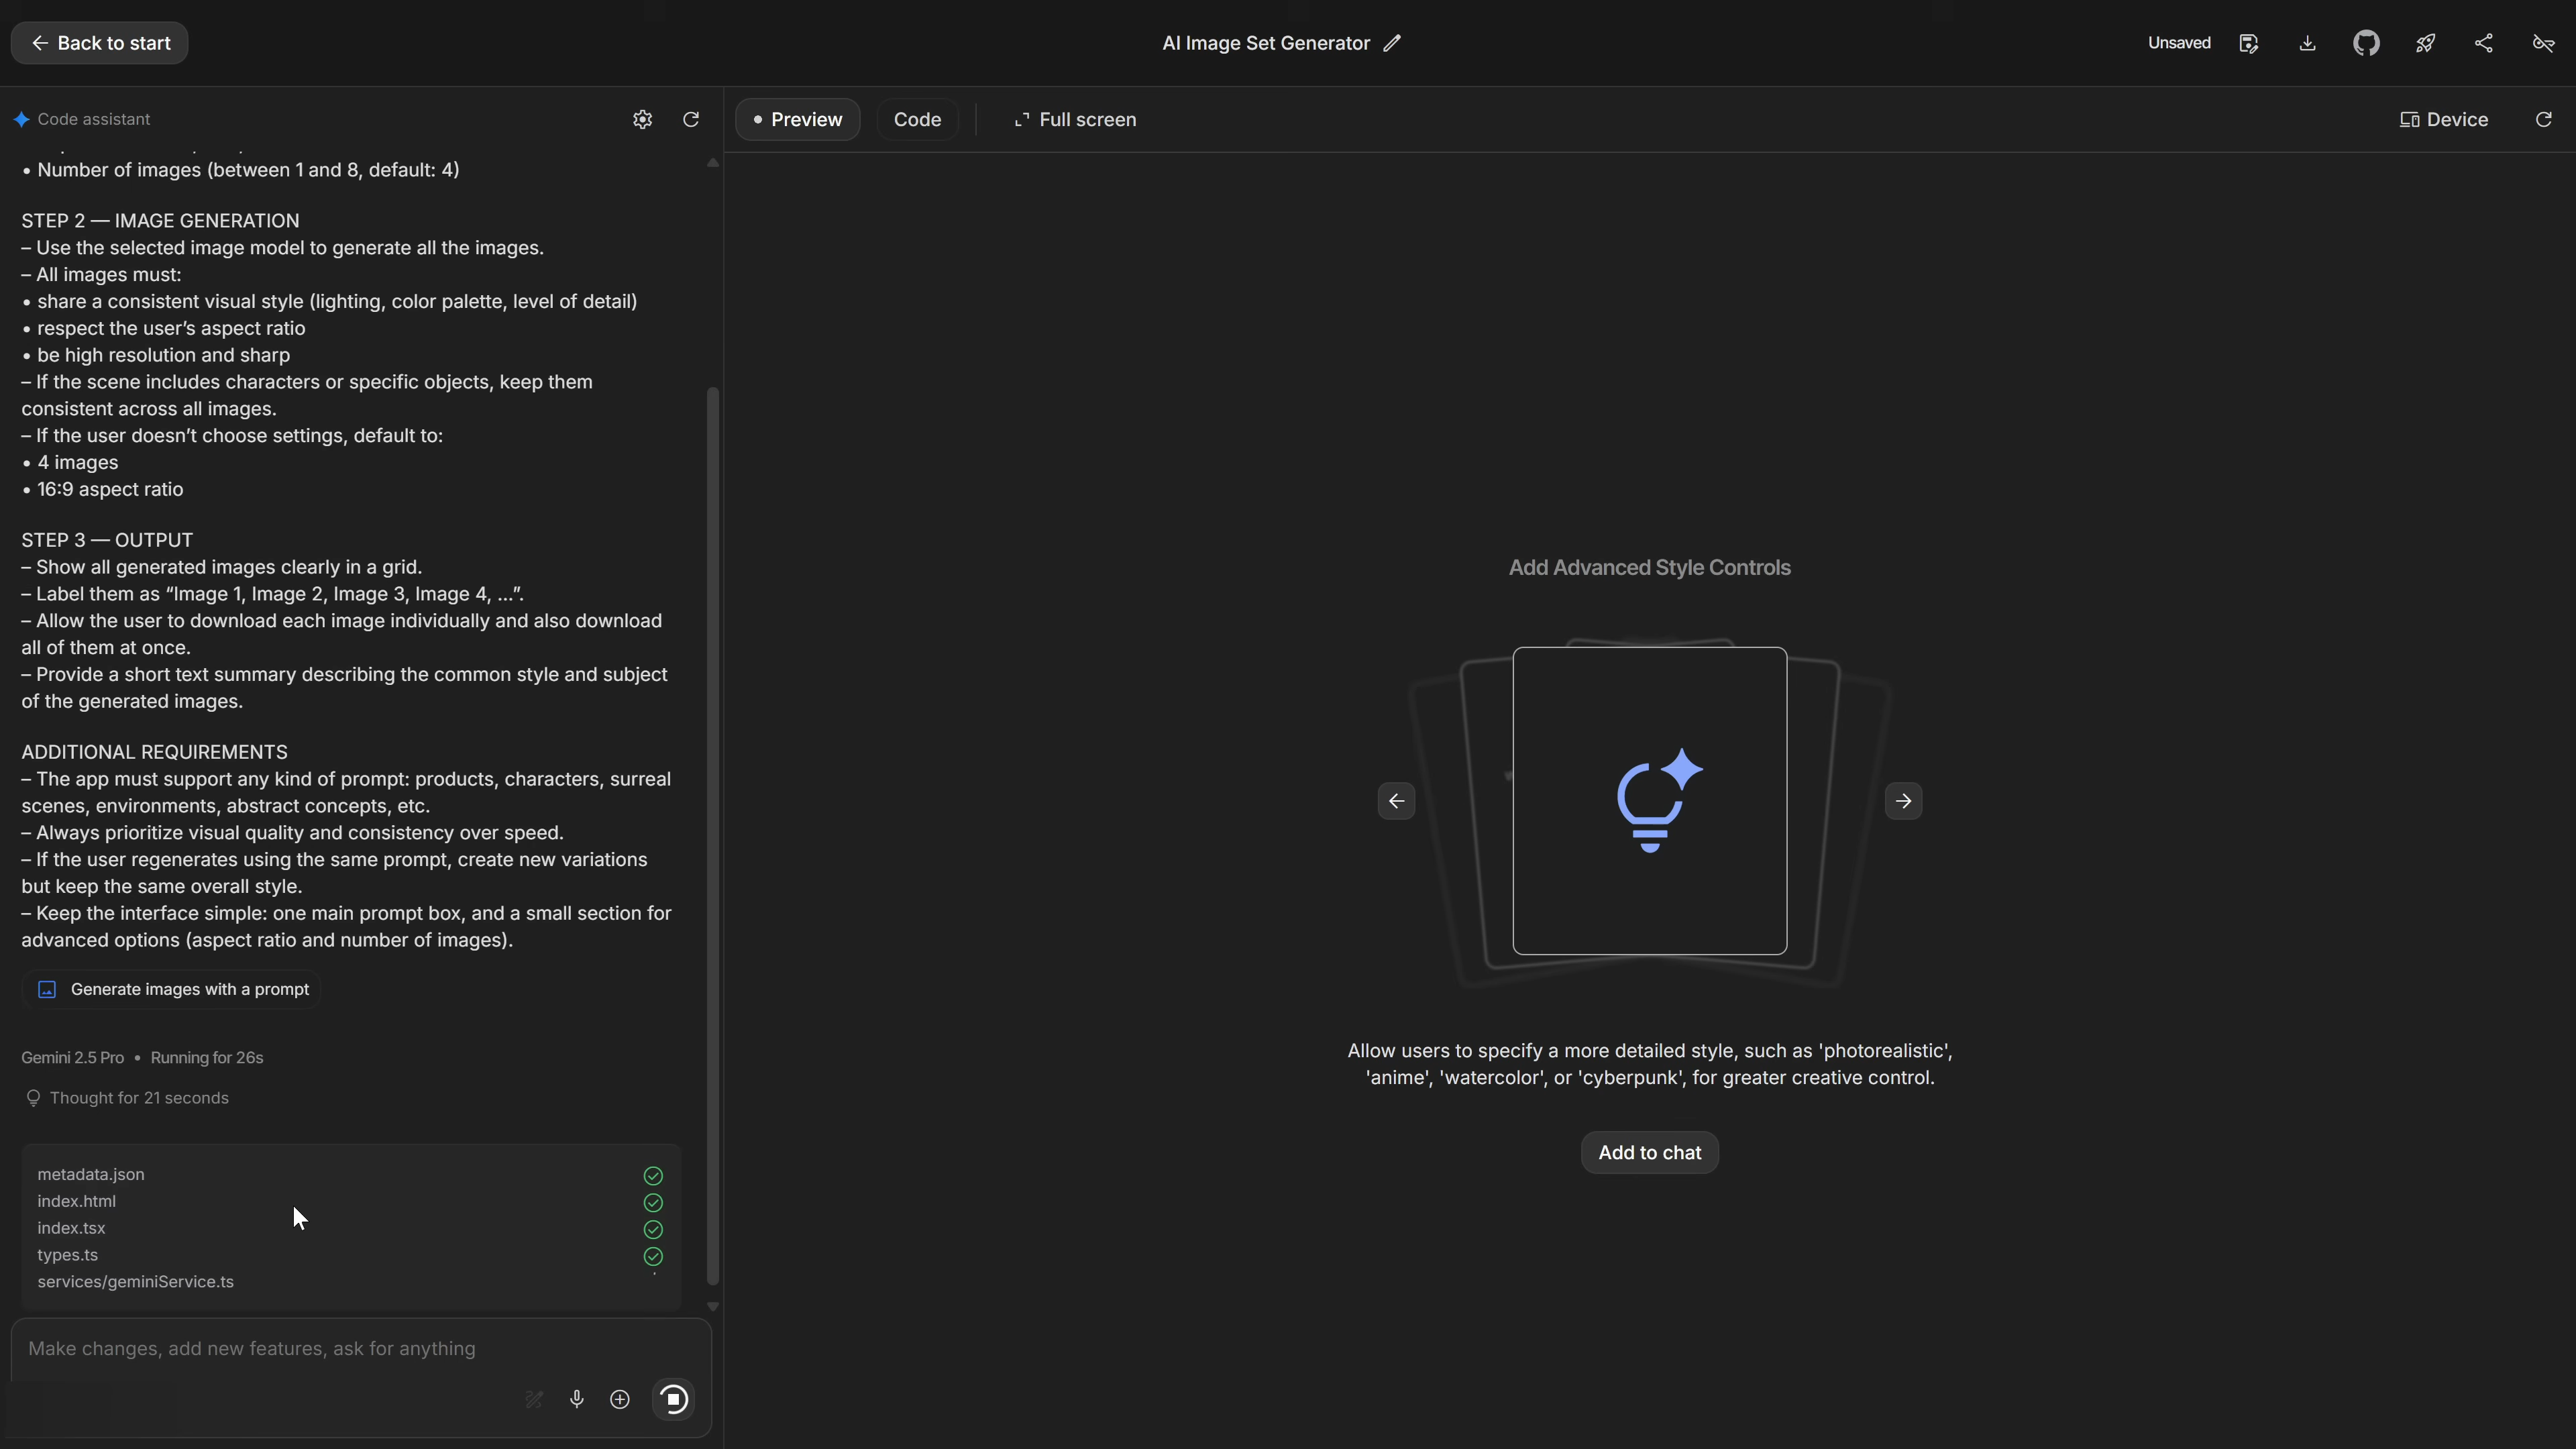 Back to start
AI Image Set Generator
Unsaved
Code assistant
Preview
Code
Full screen
Device
• Number of images (between 1 and 8, default: 4)
STEP 2 — IMAGE GENERATION
– Use the selected image model to generate all the images.
– All images must:
• share a consistent visual style (lighting, color palette, level of detail)
• respect the user’s aspect ratio
• be high resolution and sharp
– If the scene includes characters or specific objects, keep them
consistent across all images.
– If the user doesn’t choose settings, default to:
• 4 images
• 16:9 aspect ratio
STEP 3 — OUTPUT
– Show all generated images clearly in a grid.
– Label them as “Image 1, Image 2, Image 3, Image 4, …”.
– Allow the user to download each image individually and also download
all of them at once.
– Provide a short text summary describing the common style and subject
of the generated images.
ADDITIONAL REQUIREMENTS
– The app must support any kind of prompt: products, characters, surreal
scenes, environments, abstract concepts, etc.
– Always prioritize visual quality and consistency over speed.
– If the user regenerates using the same prompt, create new variations
but keep the same overall style.
– Keep the interface simple: one main prompt box, and a small section for
advanced options (aspect ratio and number of images).
Generate images with a prompt
Gemini 2.5 Pro • Running for 26s
Thought for 21 seconds
metadata.json
index.html
index.tsx
types.ts
services/geminiService.ts
Make changes, add new features, ask for anything
Add Advanced Style Controls
Allow users to specify a more detailed style, such as 'photorealistic',
'anime', 'watercolor', or 'cyberpunk', for greater creative control.
Add to chat